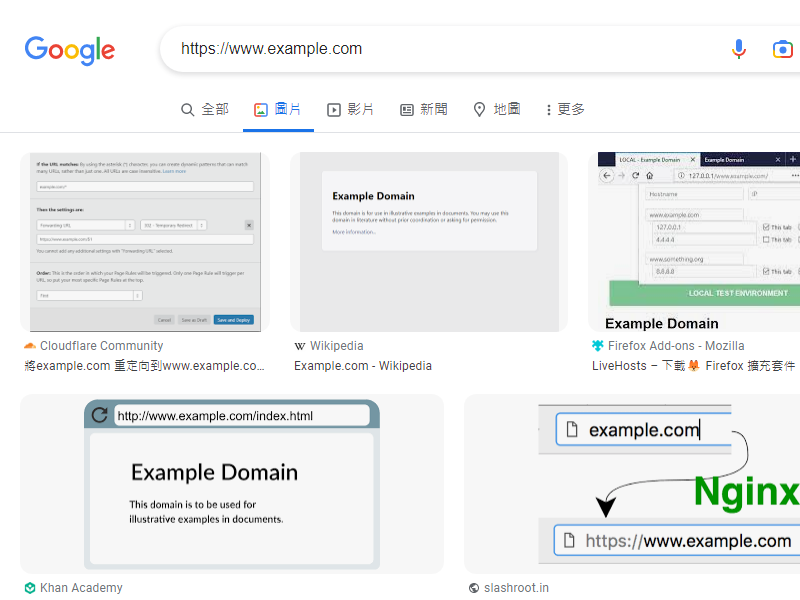 Google
https://www.example.com
全部
圖片
影片
新聞
地圖
更多
If the URL matches: By using the asterisk (*) character, you can create dynamic patterns that can match
many URLs, rather than just one. All URLs are case insensitive. Learn more
example.com/*
Then the settings are:
Forwarding URL
302 - Temporary Redirect
https://www.example.com/$1
You cannot add any additional settings with "Forwarding URL" selected.
Order: This is the order in which your Page Rules will be triggered. Only one Page Rule will trigger per
URL, so put your most specific Page Rules at the top.
First
Cancel
Save as Draft
Save and Deploy
Example Domain
This domain is for use in illustrative examples in documents. You may use this
domain in literature without prior coordination or asking for permission.
More information...
LOCAL - Example Domain
Example Domain
127.0.0.1/www.example.com/
Hostname
IP
www.example.com
127.0.0.1
This tab
4.4.4.4
This tab
www.something.org
8.8.8.8
This tab
LOCAL TEST ENVIRONMENT
Example Domain
Cloudflare Community
將example.com 重定向到www.example.co...
W Wikipedia
Example.com - Wikipedia
Firefox Add-ons - Mozilla
LiveHosts – 下載🦊 Firefox 擴充套件
http://www.example.com/index.html
Example Domain
This domain is to be used for
illustrative examples in documents.
example.com
Nginx
https://www.example.com
Khan Academy
slashroot.in